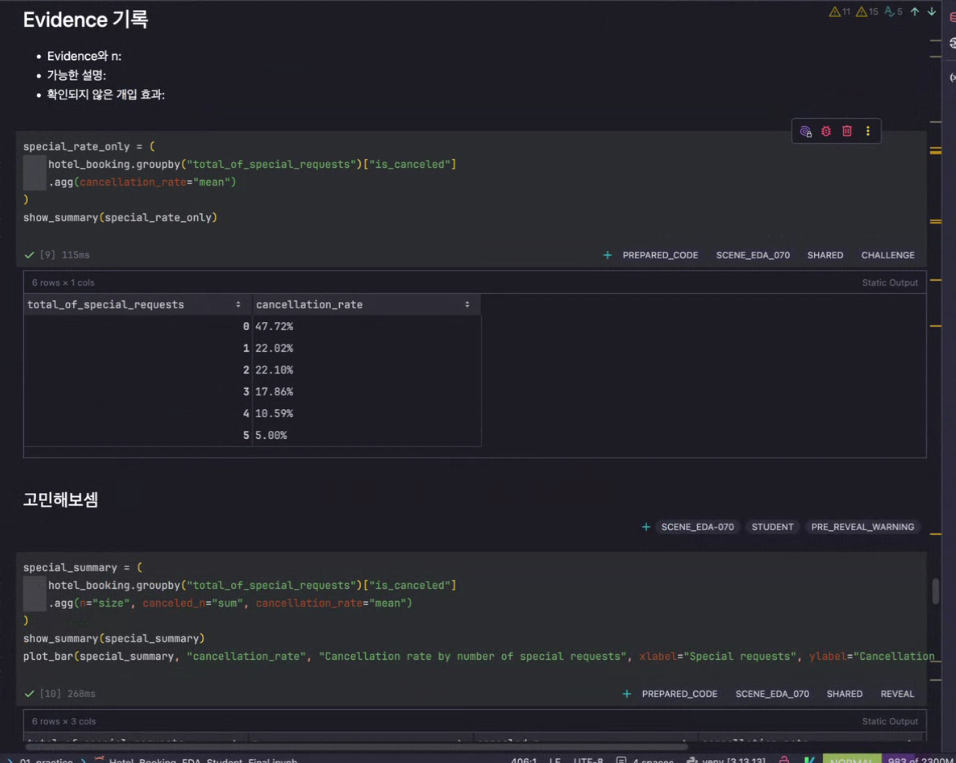 Evidence 기록
11 15 5
• Evidence와 n:
• 가능한 설명:
• 확인되지 않은 개입 효과:
special_rate_only = (
hotel_booking.groupby("total_of_special_requests")["is_canceled"]
.agg(cancellation_rate="mean")
)
show_summary(special_rate_only)
[9] 115ms
PREPARED_CODE SCENE_EDA_070 SHARED CHALLENGE
6 rows × 1 cols Static Output
total_of_special_requests cancellation_rate
0 47.72%
1 22.02%
2 22.10%
3 17.86%
4 10.59%
5 5.00%
고민해보셈
SCENE_EDA-070 STUDENT PRE_REVEAL_WARNING
special_summary = (
hotel_booking.groupby("total_of_special_requests")["is_canceled"]
.agg(n="size", canceled_n="sum", cancellation_rate="mean")
)
show_summary(special_summary)
plot_bar(special_summary, "cancellation_rate", "Cancellation rate by number of special requests", xlabel="Special requests", ylabel="Cancellation
[10] 268ms
PREPARED_CODE SCENE_EDA_070 SHARED REVEAL
6 rows × 3 cols Static Output
01_practice Hotel_Booking_EDA_Student_Final.ipynb 406:1 LF UTF-8 4 spaces venv [3.13.13] NORMAL 983 of 2300M